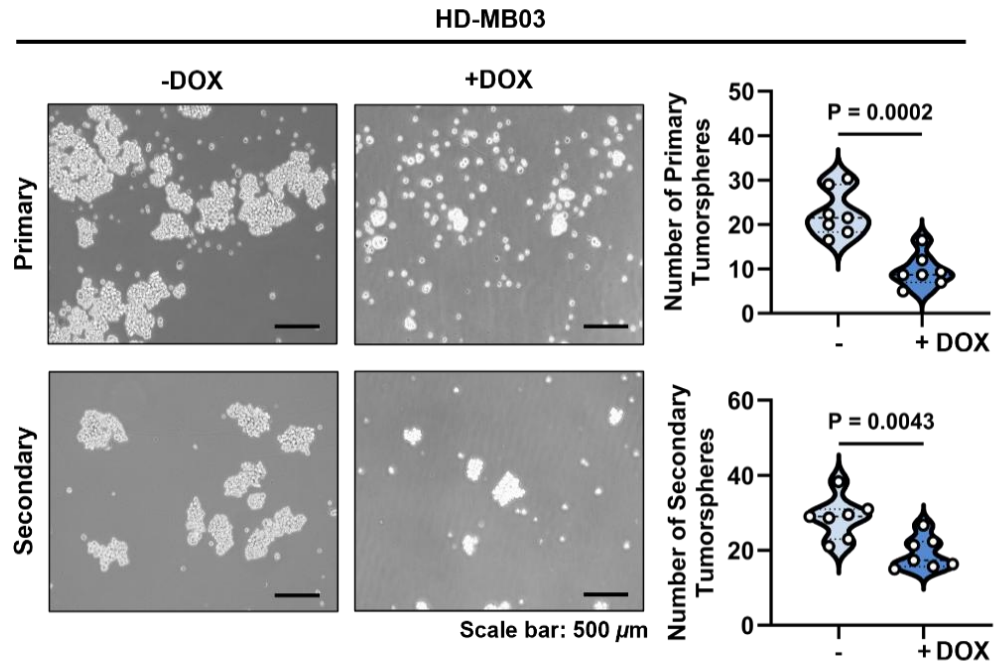 HD-MB03
-DOX
+DOX
Primary
Secondary
Scale bar: 500 µm
Number of Primary
Tumorspheres
50
40
30
20
10
0
P = 0.0002
-
+ DOX
Number of Secondary
Tumorspheres
60
40
20
0
P = 0.0043
-
+ DOX